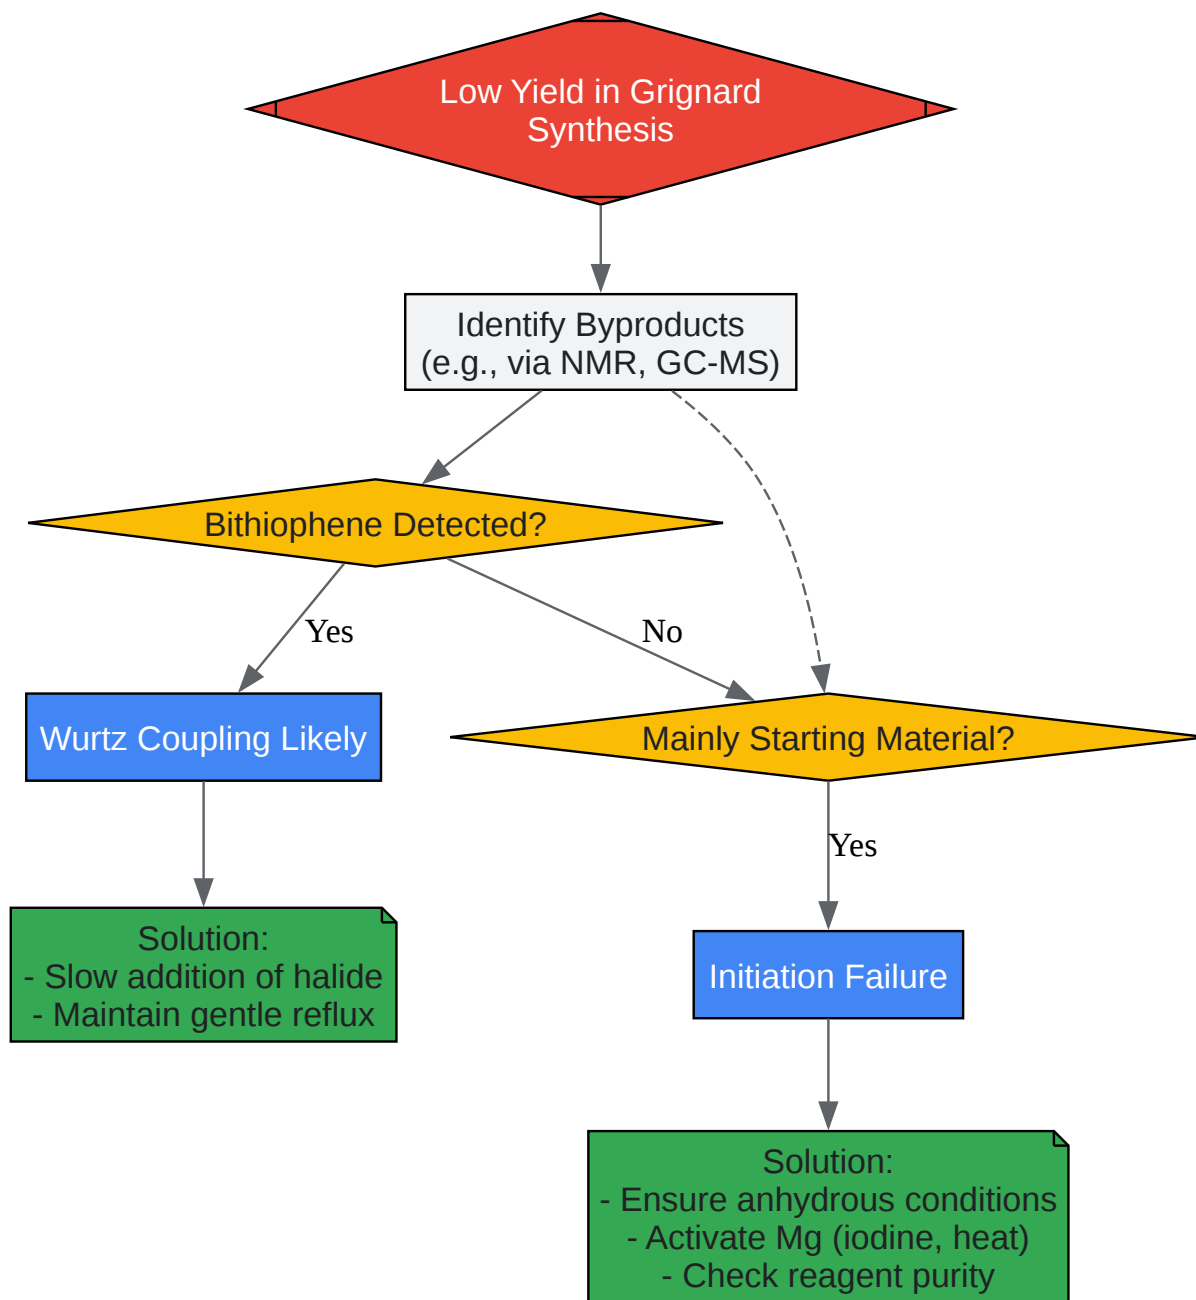 Low Yield in Grignard
Synthesis
Identify Byproducts
(e.g., via NMR, GC-MS)
Bithiophene Detected?
Yes
No
Wurtz Coupling Likely
Mainly Starting Material?
Yes
Solution:
- Slow addition of halide
- Maintain gentle reflux
Initiation Failure
Solution:
- Ensure anhydrous conditions
- Activate Mg (iodine, heat)
- Check reagent purity